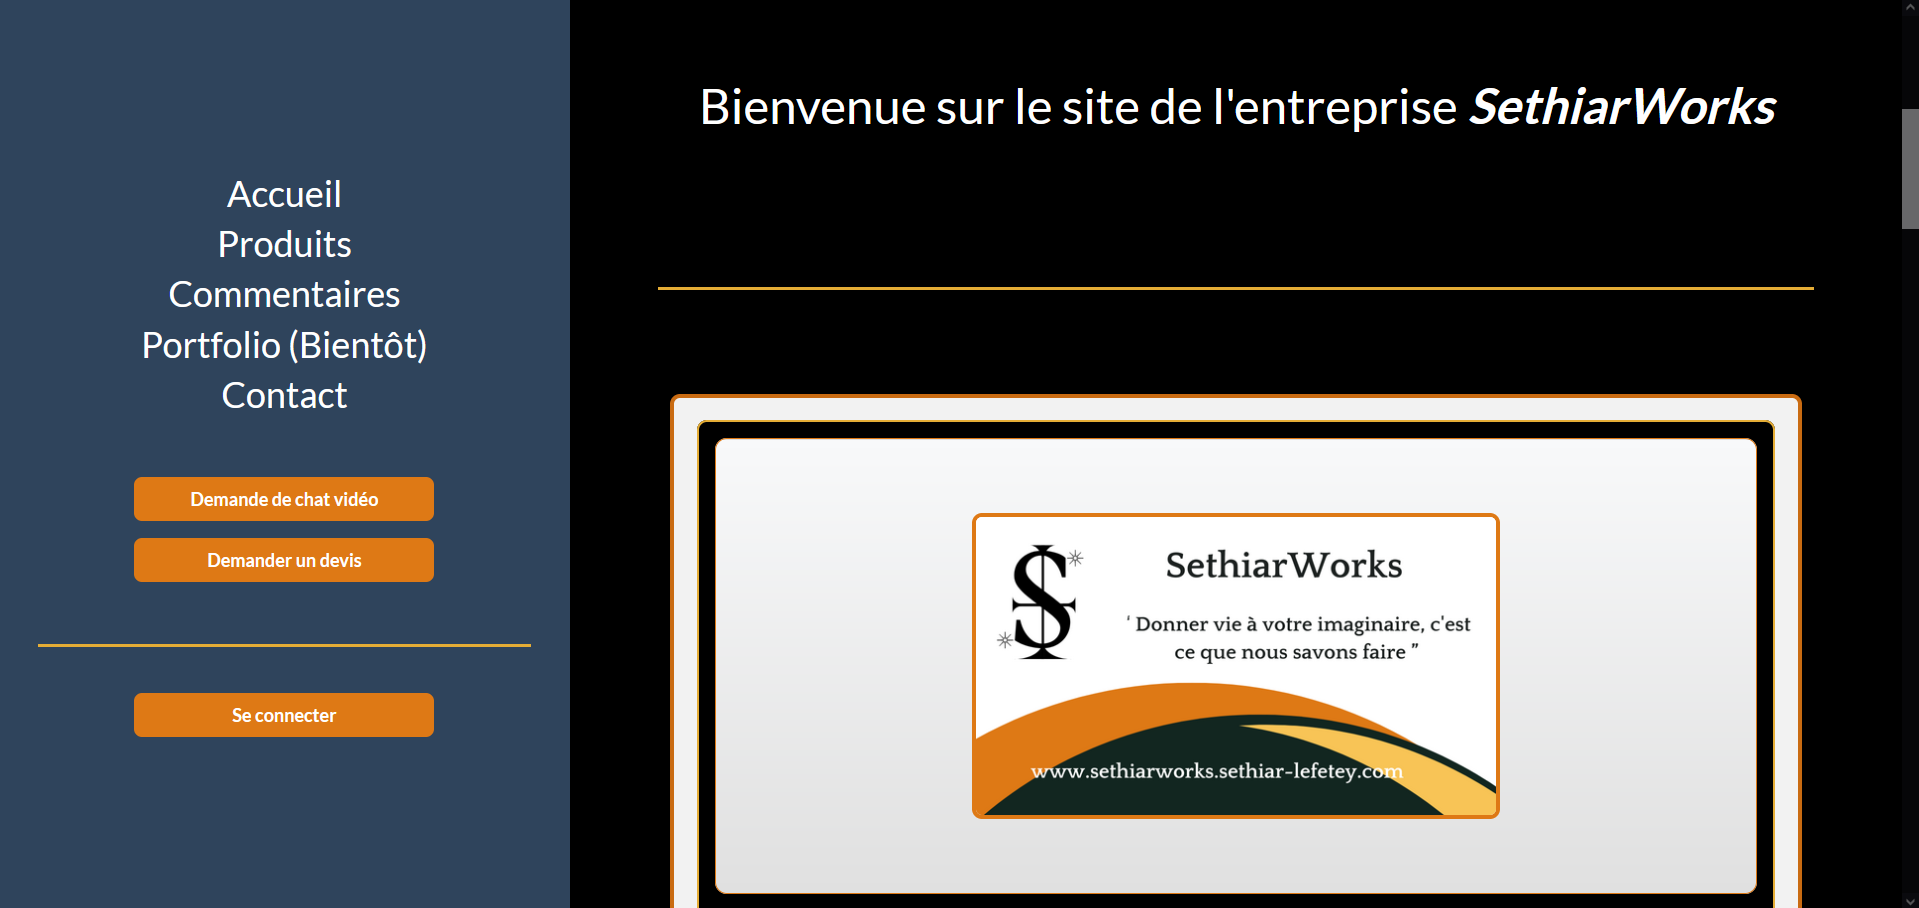 Accueil
Produits
Commentaires
Portfolio (Bientôt)
Contact
Demande de chat vidéo
Demander un devis
Se connecter
Bienvenue sur le site de l'entreprise SethiarWorks
SethiarWorks
‘ Donner vie à votre imaginaire, c'est
ce que nous savons faire ”
www.sethiarworks.sethiar-lefetey.com